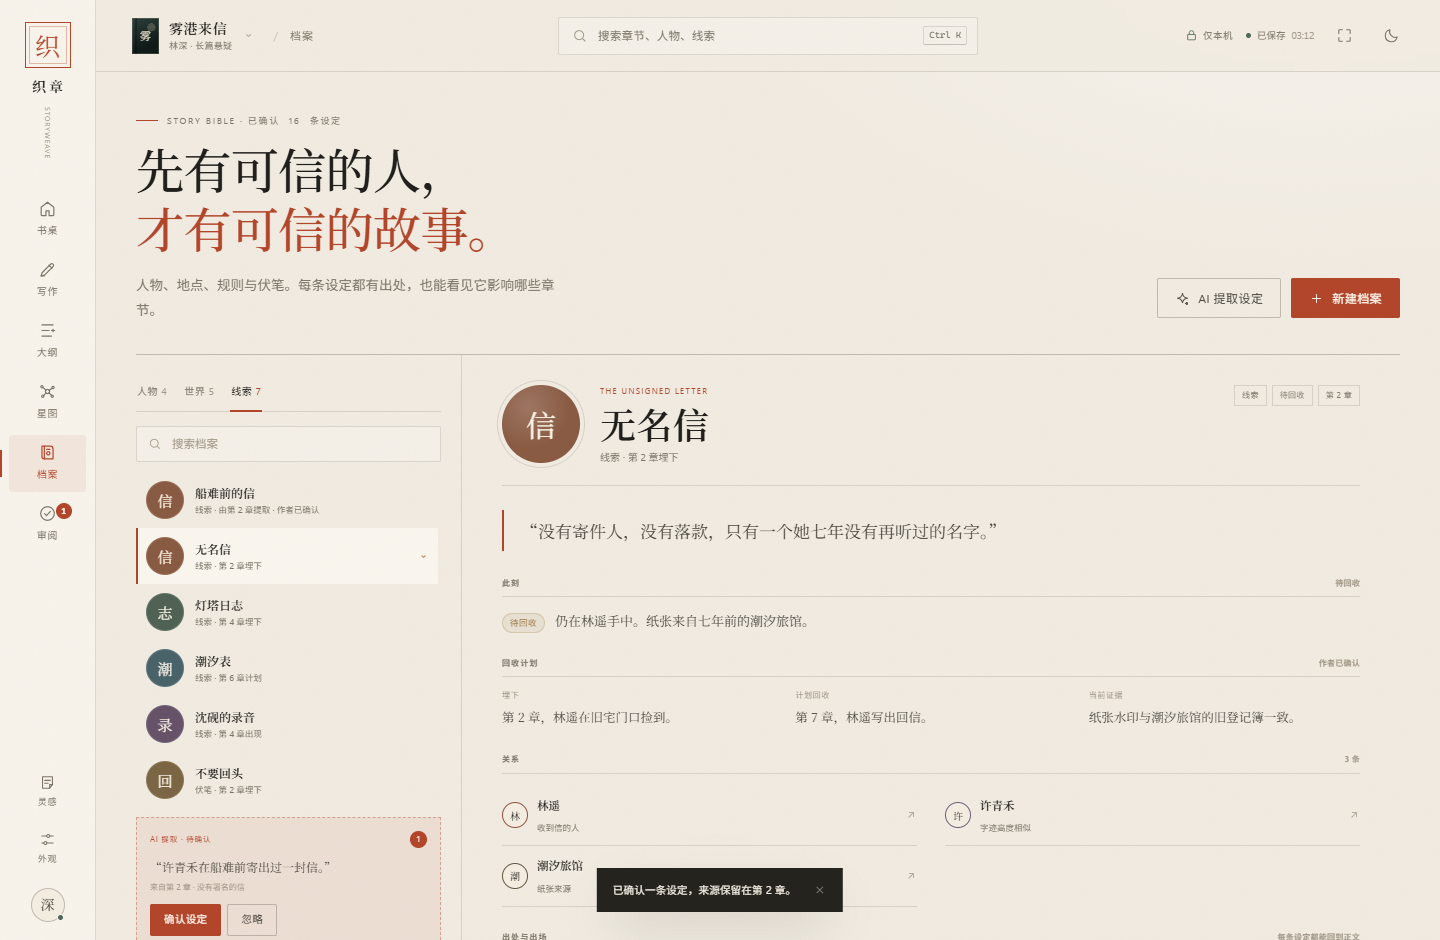 织
织章
STORYWEAVE
书桌
写作
大纲
星图
档案
审阅
1
灵感
外观
深
雾
雾港来信
林深 · 长篇悬疑
/
档案
搜索章节、人物、线索
Ctrl K
仅本机
已保存 03:12
STORY BIBLE · 已确认 16 条设定
先有可信的人，
才有可信的故事。
人物、地点、规则与伏笔。每条设定都有出处，也能看见它影响哪些章
节。
AI 提取设定
新建档案
人物 4
世界 5
线索 7
搜索档案
信
船难前的信
线索 · 由第 2 章提取 · 作者已确认
信
无名信
线索 · 第 2 章埋下
志
灯塔日志
线索 · 第 4 章埋下
潮
潮汐表
线索 · 第 6 章计划
录
沈砚的录音
线索 · 第 4 章出现
回
不要回头
伏笔 · 第 2 章埋下
AI 提取 · 待确认
1
“许青禾在船难前寄出过一封信。”
来自第 2 章 · 没有署名的信
确认设定
忽略
信
THE UNSIGNED LETTER
无名信
线索 · 第 2 章埋下
线索
待回收
第 2 章
“没有寄件人，没有落款，只有一个她七年没有再听过的名字。”
此刻
待回收
待回收
仍在林遥手中。纸张来自七年前的潮汐旅馆。
回收计划
作者已确认
埋下
第 2 章，林遥在旧宅门口捡到。
计划回收
第 7 章，林遥写出回信。
当前证据
纸张水印与潮汐旅馆的旧登记簿一致。
关系
3 条
林
林遥
收到信的人
许
许青禾
字迹高度相似
潮
潮汐旅馆
纸张来源
已确认一条设定，来源保留在第 2 章。
出处与出场
每条设定都能回到正文